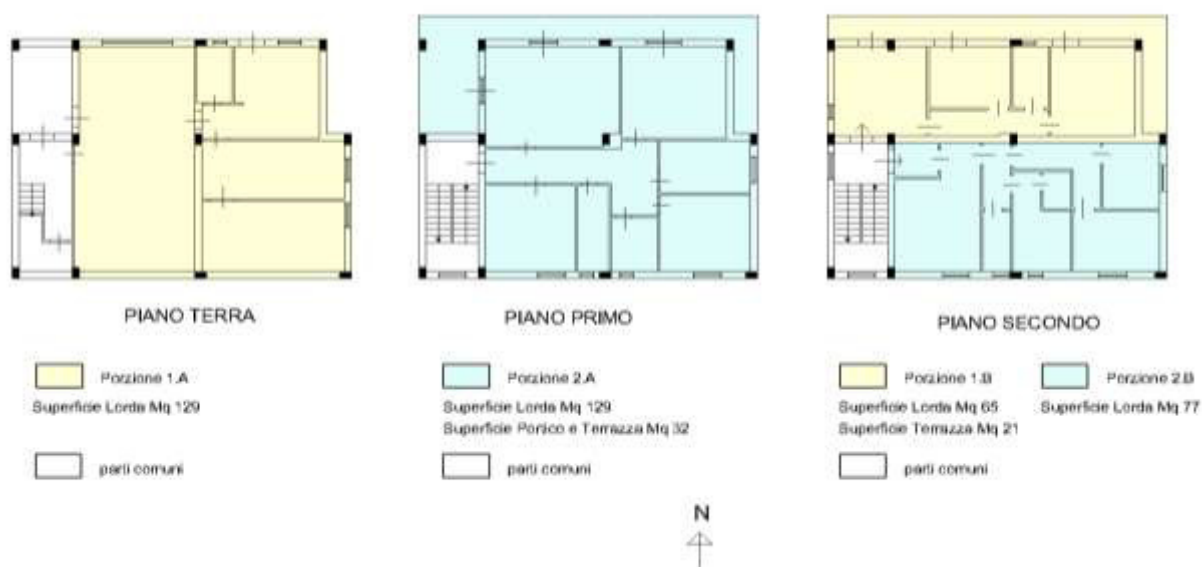 PIANO TERRA
Porzione 1.A
Superficie Lorda Mq 129
parti comuni
PIANO PRIMO
Porzione 2.A
Superficie Lorda Mq 129
Superficie Portico e Terrazza Mq 32
parti comuni
PIANO SECONDO
Porzione 1.B
Superficie Lorda Mq 65
Superficie Terrazza Mq 21
Porzione 2.B
Superficie Lorda Mq 77
parti comuni
N